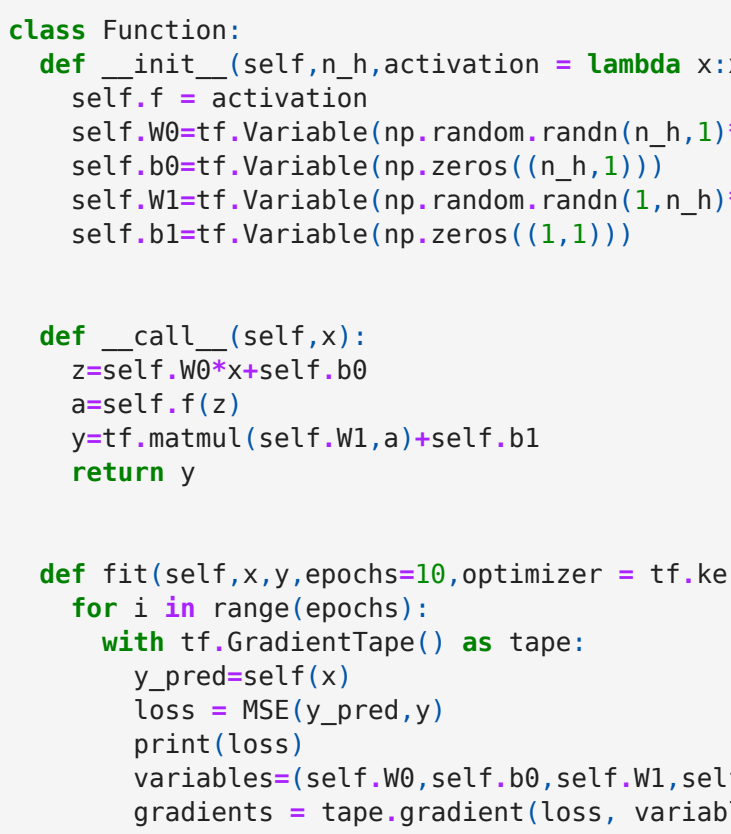 class Function:
  def __init__(self,n_h,activation = lambda x:
    self.f = activation
    self.W0=tf.Variable(np.random.randn(n_h,1)*
    self.b0=tf.Variable(np.zeros((n_h,1)))
    self.W1=tf.Variable(np.random.randn(1,n_h)*
    self.b1=tf.Variable(np.zeros((1,1)))
  def __call__(self,x):
    z=self.W0*x+self.b0
    a=self.f(z)
    y=tf.matmul(self.W1,a)+self.b1
    return y
  def fit(self,x,y,epochs=10,optimizer = tf.ke
    for i in range(epochs):
      with tf.GradientTape() as tape:
        y_pred=self(x)
        loss = MSE(y_pred,y)
        print(loss)
        variables=(self.W0,self.b0,self.W1,sel
        gradients = tape.gradient(loss, variab